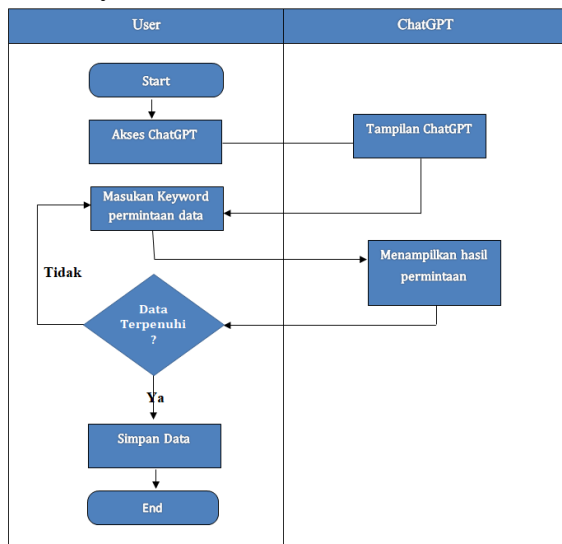 User
ChatGPT
Start
Akses ChatGPT
Tampilan ChatGPT
Masukan Keyword
permintaan data
Menampilkan hasil
permintaan
Tidak
Data
Terpenuhi
?
Ya
Simpan Data
End